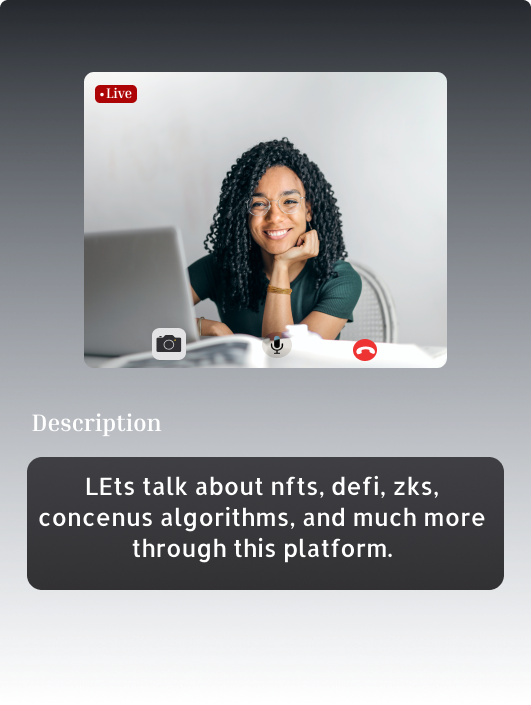 • Live
Description
LEts talk about nfts, defi, zks,
concenus algorithms, and much more
through this platform.